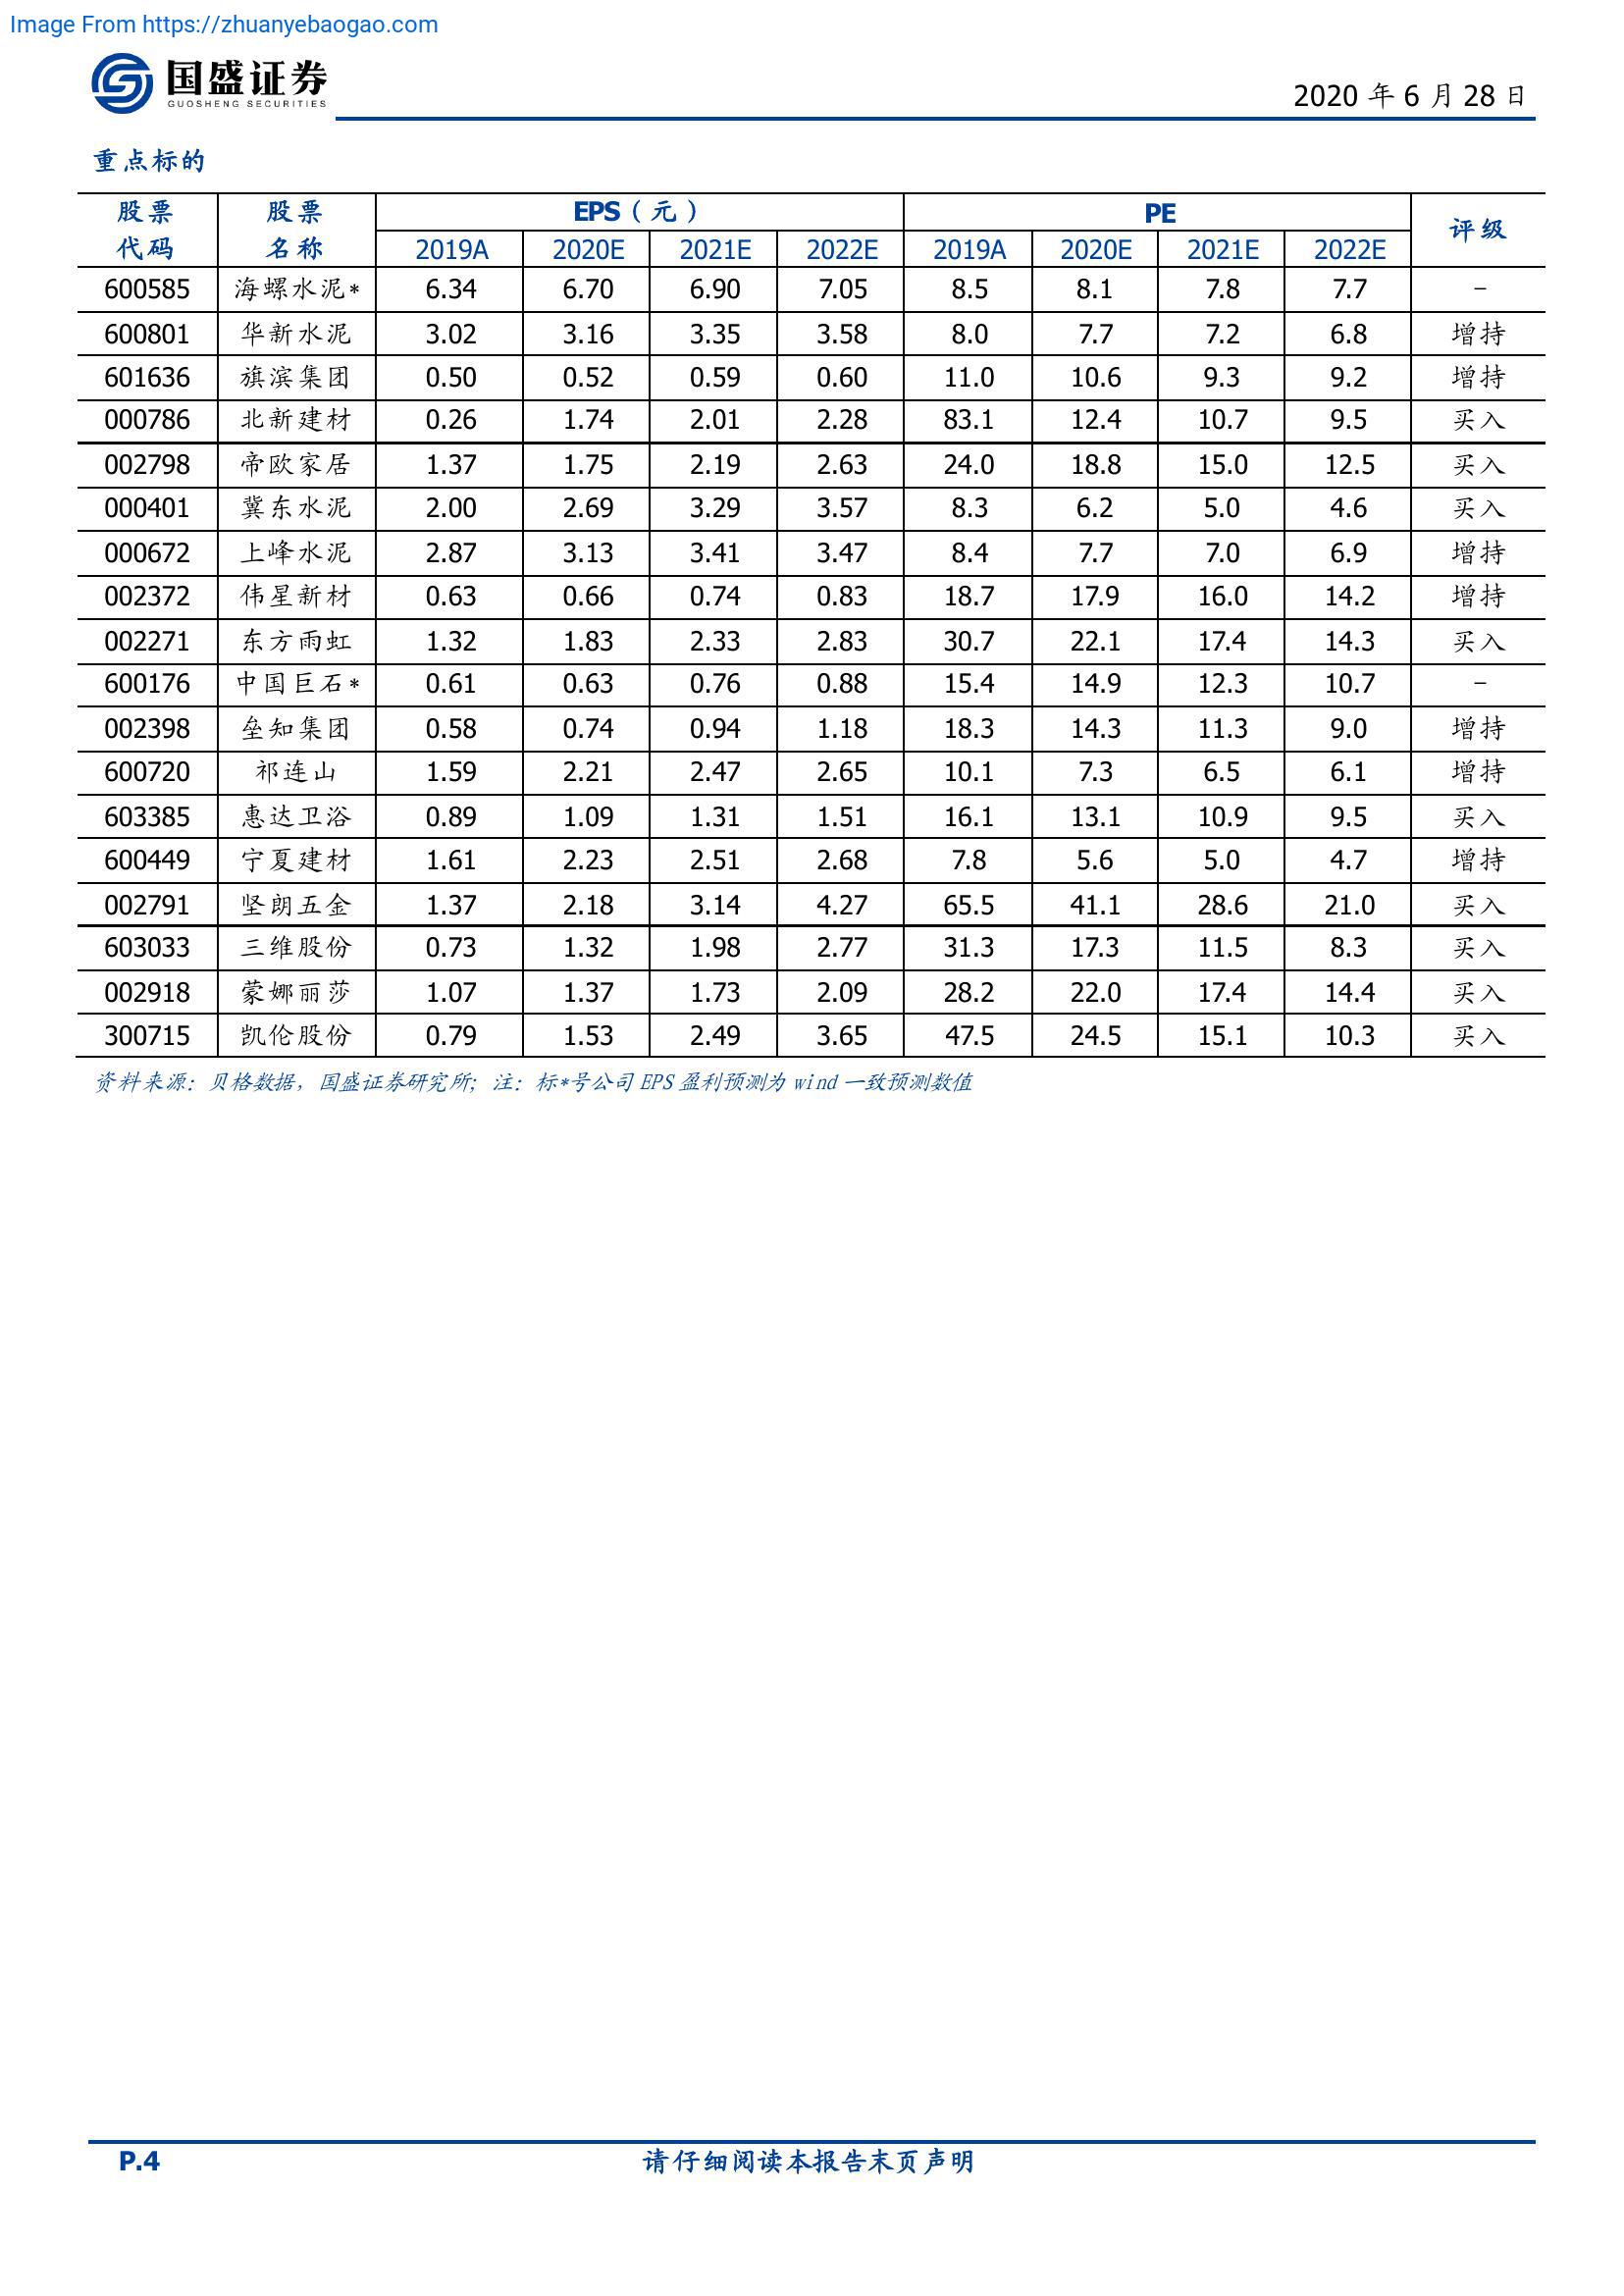 Image From https://zhuanyebaogao.com
国盛证券
GUOSHENG SECURITIES
2020 年 6 月 28 日
重点标的
股票代码 股票名称 EPS（元） PE 评级
2019A 2020E 2021E 2022E 2019A 2020E 2021E 2022E
600585 海螺水泥* 6.34 6.70 6.90 7.05 8.5 8.1 7.8 7.7 -
600801 华新水泥 3.02 3.16 3.35 3.58 8.0 7.7 7.2 6.8 增持
601636 旗滨集团 0.50 0.52 0.59 0.60 11.0 10.6 9.3 9.2 增持
000786 北新建材 0.26 1.74 2.01 2.28 83.1 12.4 10.7 9.5 买入
002798 帝欧家居 1.37 1.75 2.19 2.63 24.0 18.8 15.0 12.5 买入
000401 冀东水泥 2.00 2.69 3.29 3.57 8.3 6.2 5.0 4.6 买入
000672 上峰水泥 2.87 3.13 3.41 3.47 8.4 7.7 7.0 6.9 增持
002372 伟星新材 0.63 0.66 0.74 0.83 18.7 17.9 16.0 14.2 增持
002271 东方雨虹 1.32 1.83 2.33 2.83 30.7 22.1 17.4 14.3 买入
600176 中国巨石* 0.61 0.63 0.76 0.88 15.4 14.9 12.3 10.7 -
002398 垒知集团 0.58 0.74 0.94 1.18 18.3 14.3 11.3 9.0 增持
600720 祁连山 1.59 2.21 2.47 2.65 10.1 7.3 6.5 6.1 增持
603385 惠达卫浴 0.89 1.09 1.31 1.51 16.1 13.1 10.9 9.5 买入
600449 宁夏建材 1.61 2.23 2.51 2.68 7.8 5.6 5.0 4.7 增持
002791 坚朗五金 1.37 2.18 3.14 4.27 65.5 41.1 28.6 21.0 买入
603033 三维股份 0.73 1.32 1.98 2.77 31.3 17.3 11.5 8.3 买入
002918 蒙娜丽莎 1.07 1.37 1.73 2.09 28.2 22.0 17.4 14.4 买入
300715 凯伦股份 0.79 1.53 2.49 3.65 47.5 24.5 15.1 10.3 买入
资料来源：贝格数据，国盛证券研究所；注：标*号公司 EPS 盈利预测为 wind 一致预测数值
P.4 请仔细阅读本报告末页声明